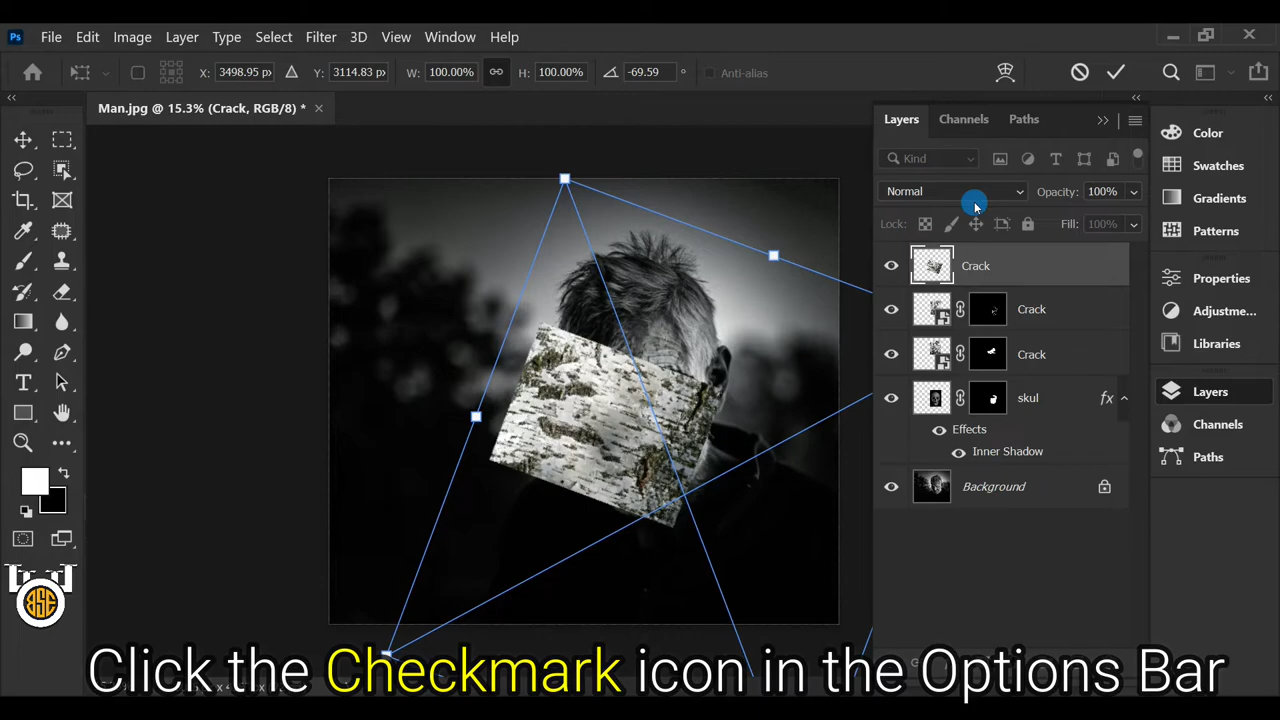 Ps File Edit Image Layer Type Select Filter 3D View Window Help
X: 3498.95 px Y: 3114.83 px W: 100.00% H: 100.00% -69.59 ° Anti-alias
Man.jpg @ 15.3% (Crack, RGB/8) *
Layers Channels Paths
Kind
Normal Opacity: 100%
Lock: Fill: 100%
Crack
Crack
Crack
skul fx
Effects
Inner Shadow
Background
Color
Swatches
Gradients
Patterns
Properties
Adjustme...
Libraries
Layers
Channels
Paths
Click the Checkmark icon in the Options Bar